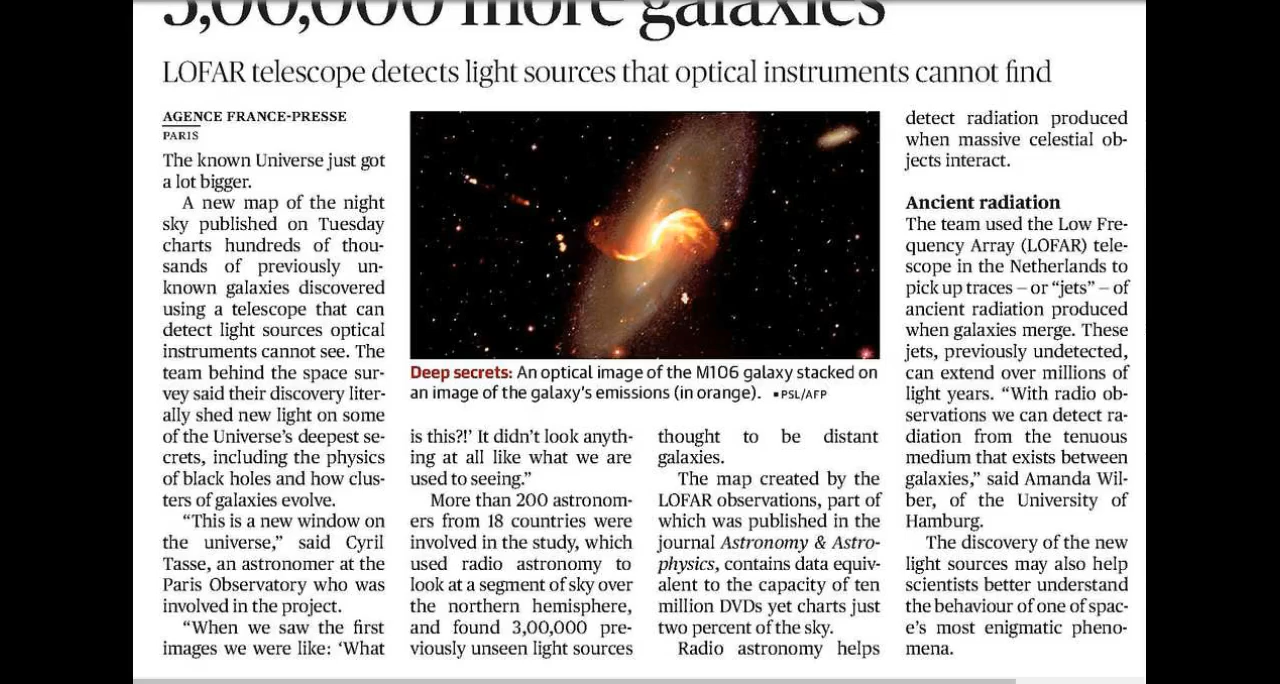 3,00,000 more galaxies
LOFAR telescope detects light sources that optical instruments cannot find
AGENCE FRANCE-PRESSE
PARIS
The known Universe just got
a lot bigger.
A new map of the night
sky published on Tuesday
charts hundreds of thou-
sands of previously un-
known galaxies discovered
using a telescope that can
detect light sources optical
instruments cannot see. The
team behind the space sur-
vey said their discovery liter-
ally shed new light on some
of the Universe's deepest se-
crets, including the physics
of black holes and how clus-
ters of galaxies evolve.
"This is a new window on
the universe," said Cyril
Tasse, an astronomer at the
Paris Observatory who was
involved in the project.
"When we saw the first
images we were like: 'What
Deep secrets: An optical image of the M106 galaxy stacked on
an image of the galaxy's emissions (in orange). ▪PSL/AFP
is this?!' It didn't look anyth-
ing at all like what we are
used to seeing."
More than 200 astronom-
ers from 18 countries were
involved in the study, which
used radio astronomy to
look at a segment of sky over
the northern hemisphere,
and found 3,00,000 pre-
viously unseen light sources
thought to be distant
galaxies.
The map created by the
LOFAR observations, part of
which was published in the
journal Astronomy & Astro-
physics, contains data equiv-
alent to the capacity of ten
million DVDs yet charts just
two percent of the sky.
Radio astronomy helps
detect radiation produced
when massive celestial ob-
jects interact.
Ancient radiation
The team used the Low Fre-
quency Array (LOFAR) tele-
scope in the Netherlands to
pick up traces – or "jets" – of
ancient radiation produced
when galaxies merge. These
jets, previously undetected,
can extend over millions of
light years. "With radio ob-
servations we can detect ra-
diation from the tenuous
medium that exists between
galaxies," said Amanda Wil-
ber, of the University of
Hamburg.
The discovery of the new
light sources may also help
scientists better understand
the behaviour of one of spac-
e's most enigmatic pheno-
mena.